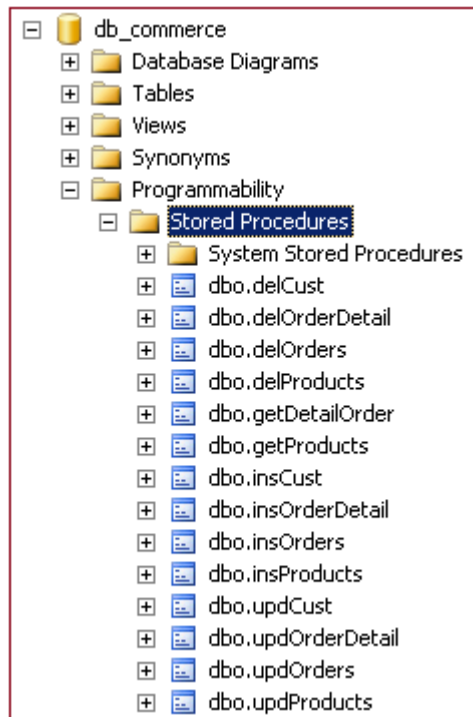 db_commerce
Database Diagrams
Tables
Views
Synonyms
Programmability
Stored Procedures
System Stored Procedures
dbo.delCust
dbo.delOrderDetail
dbo.delOrders
dbo.delProducts
dbo.getDetailOrder
dbo.getProducts
dbo.insCust
dbo.insOrderDetail
dbo.insOrders
dbo.insProducts
dbo.updCust
dbo.updOrderDetail
dbo.updOrders
dbo.updProducts